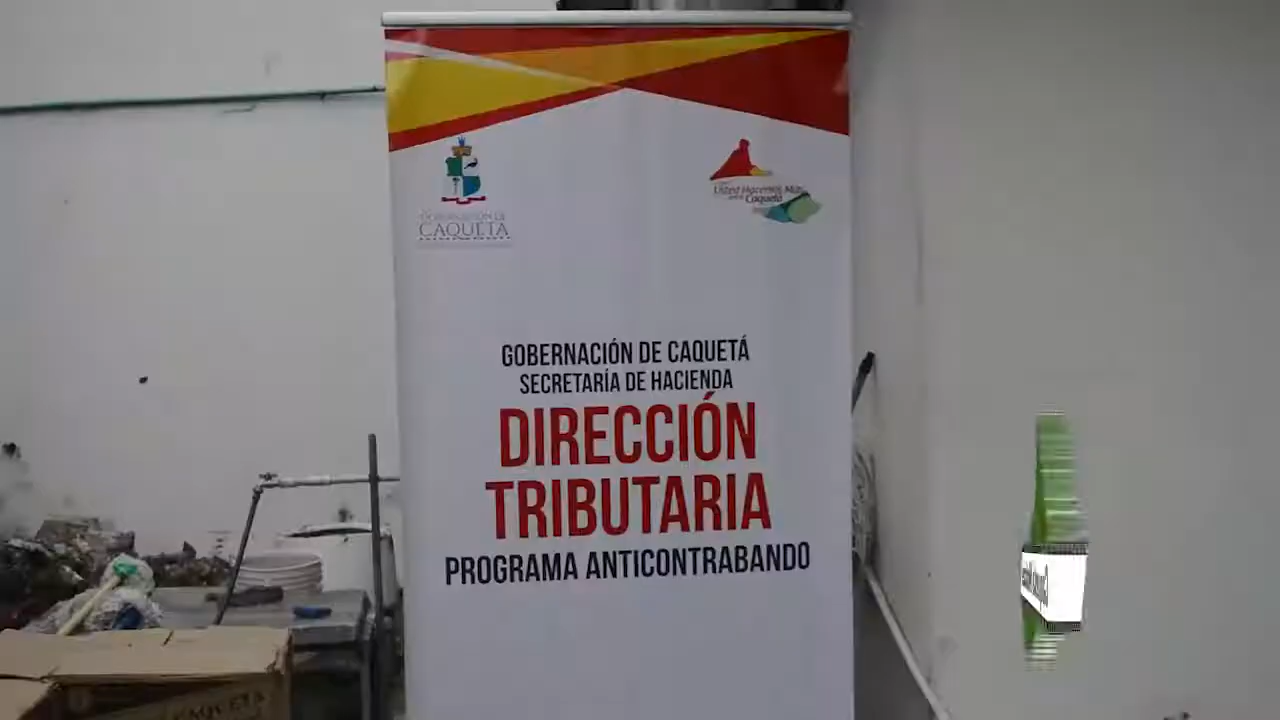 GOBERNACIÓN DE
CAQUETÁ
Usted Hacemos Más
por el
Caquetá
GOBERNACIÓN DE CAQUETÁ
SECRETARÍA DE HACIENDA
DIRECCIÓN
TRIBUTARIA
PROGRAMA ANTICONTRABANDO
CAQUETA